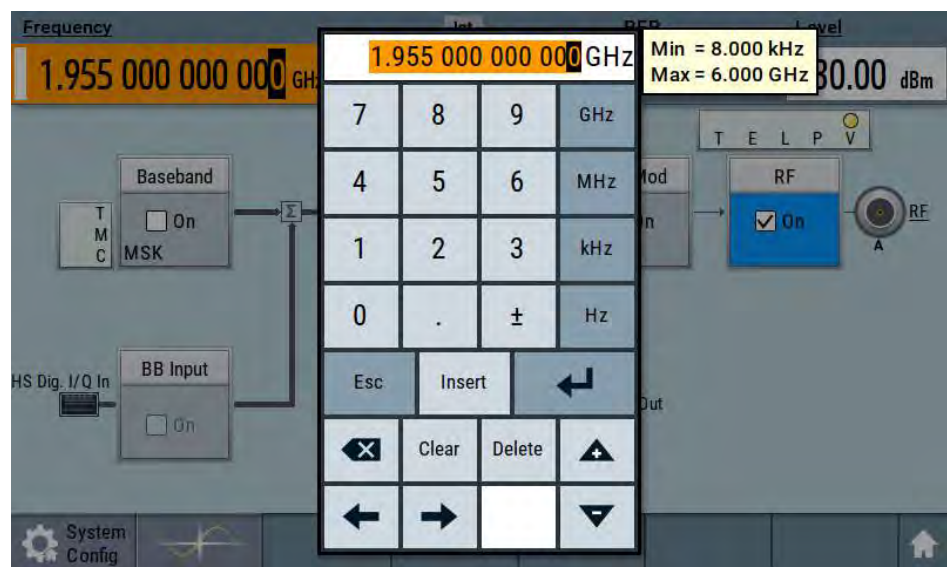 Frequency
Int
RER
Level
1.955 000 000 000 GHz
1.955 000 000 000 GHz
Min = 8.000 kHz
Max = 6.000 GHz
30.00 dBm
7 8 9 GHz
T E L P V
Baseband
4 5 6 MHz
Mod
RF
On
T
M
C
MSK
On
RF
A
1 2 3 kHz
0 . ± Hz
HS Dig. I/Q In
BB Input
On
Esc Insert
Out
Clear Delete
System
Config